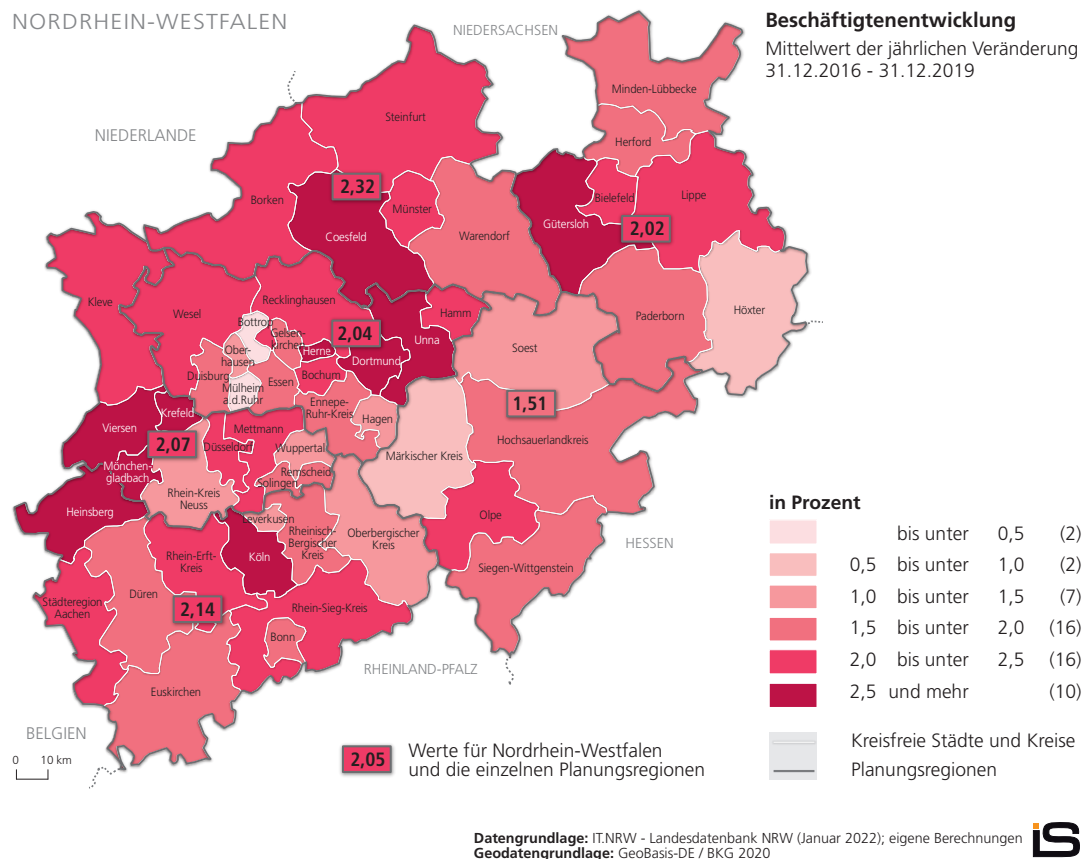 NORDRHEIN-WESTFALEN
Beschäftigtenentwicklung
Mittelwert der jährlichen Veränderung
31.12.2016 - 31.12.2019
NIEDERSACHSEN
NIEDERLANDE
Minden-Lübbecke
Steinfurt
Herford
2,32
Borken
Münster
Bielefeld
Lippe
Gütersloh
2,02
Coesfeld
Warendorf
Kleve
Recklinghausen
Wesel
Hamm
Paderborn
Höxter
Bottrop
Gelsen-
kirchen
2,04
Unna
Soest
Ober-
hausen
Herne
Dortmund
Duisburg
Essen
Bochum
Mülheim
a.d.Ruhr
Ennepe-
Ruhr-Kreis
1,51
Krefeld
Hagen
Viersen
Mettmann
Hochsauerlandkreis
2,07
Düsseldorf
Wuppertal
Märkischer Kreis
Mönchen-
gladbach
Remscheid
Solingen
Rhein-Kreis
Neuss
Heinsberg
Leverkusen
Olpe
Rheinisch-
Bergischer
Kreis
Oberbergischer
Kreis
HESSEN
Rhein-Erft-
Kreis
Köln
Siegen-Wittgenstein
Düren
Städteregion
Aachen
2,14
Rhein-Sieg-Kreis
Bonn
RHEINLAND-PFALZ
Euskirchen
BELGIEN
0 10 km
2,05
Werte für Nordrhein-Westfalen
und die einzelnen Planungsregionen
in Prozent
bis unter 0,5 (2)
0,5 bis unter 1,0 (2)
1,0 bis unter 1,5 (7)
1,5 bis unter 2,0 (16)
2,0 bis unter 2,5 (16)
2,5 und mehr (10)
Kreisfreie Städte und Kreise
Planungsregionen
Datengrundlage: IT.NRW - Landesdatenbank NRW (Januar 2022); eigene Berechnungen
Geodatengrundlage: GeoBasis-DE / BKG 2020
iS